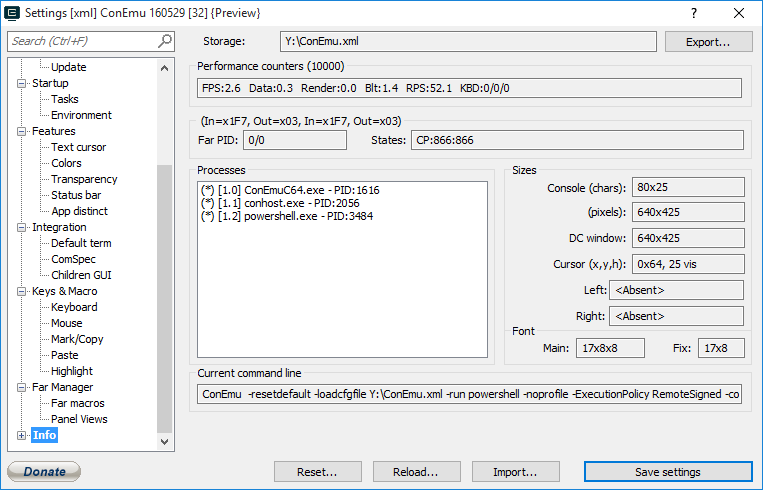 Settings [xml] ConEmu 160529 [32] {Preview}
Search (Ctrl+F)
Update
Startup
Tasks
Environment
Features
Text cursor
Colors
Transparency
Status bar
App distinct
Integration
Default term
ComSpec
Children GUI
Keys & Macro
Keyboard
Mouse
Mark/Copy
Paste
Highlight
Far Manager
Far macros
Panel Views
Info
Storage: Y:\ConEmu.xml Export...
Performance counters (10000)
FPS:2.6 Data:0.3 Render:0.0 Blt:1.4 RPS:52.1 KBD:0/0/0
(In=x1F7, Out=x03, In=x1F7, Out=x03)
Far PID: 0/0 States: CP:866:866
Processes
(*) [1.0] ConEmuC64.exe - PID:1616
(*) [1.1] conhost.exe - PID:2056
(*) [1.2] powershell.exe - PID:3484
Sizes
Console (chars): 80x25
(pixels): 640x425
DC window: 640x425
Cursor (x,y,h): 0x64, 25 vis
Left: <Absent>
Right: <Absent>
Font
Main: 17x8x8 Fix: 17x8
Current command line
ConEmu -resetdefault -loadcfgfile Y:\ConEmu.xml -run powershell -noprofile -ExecutionPolicy RemoteSigned -co
Donate Reset... Reload... Import... Save settings